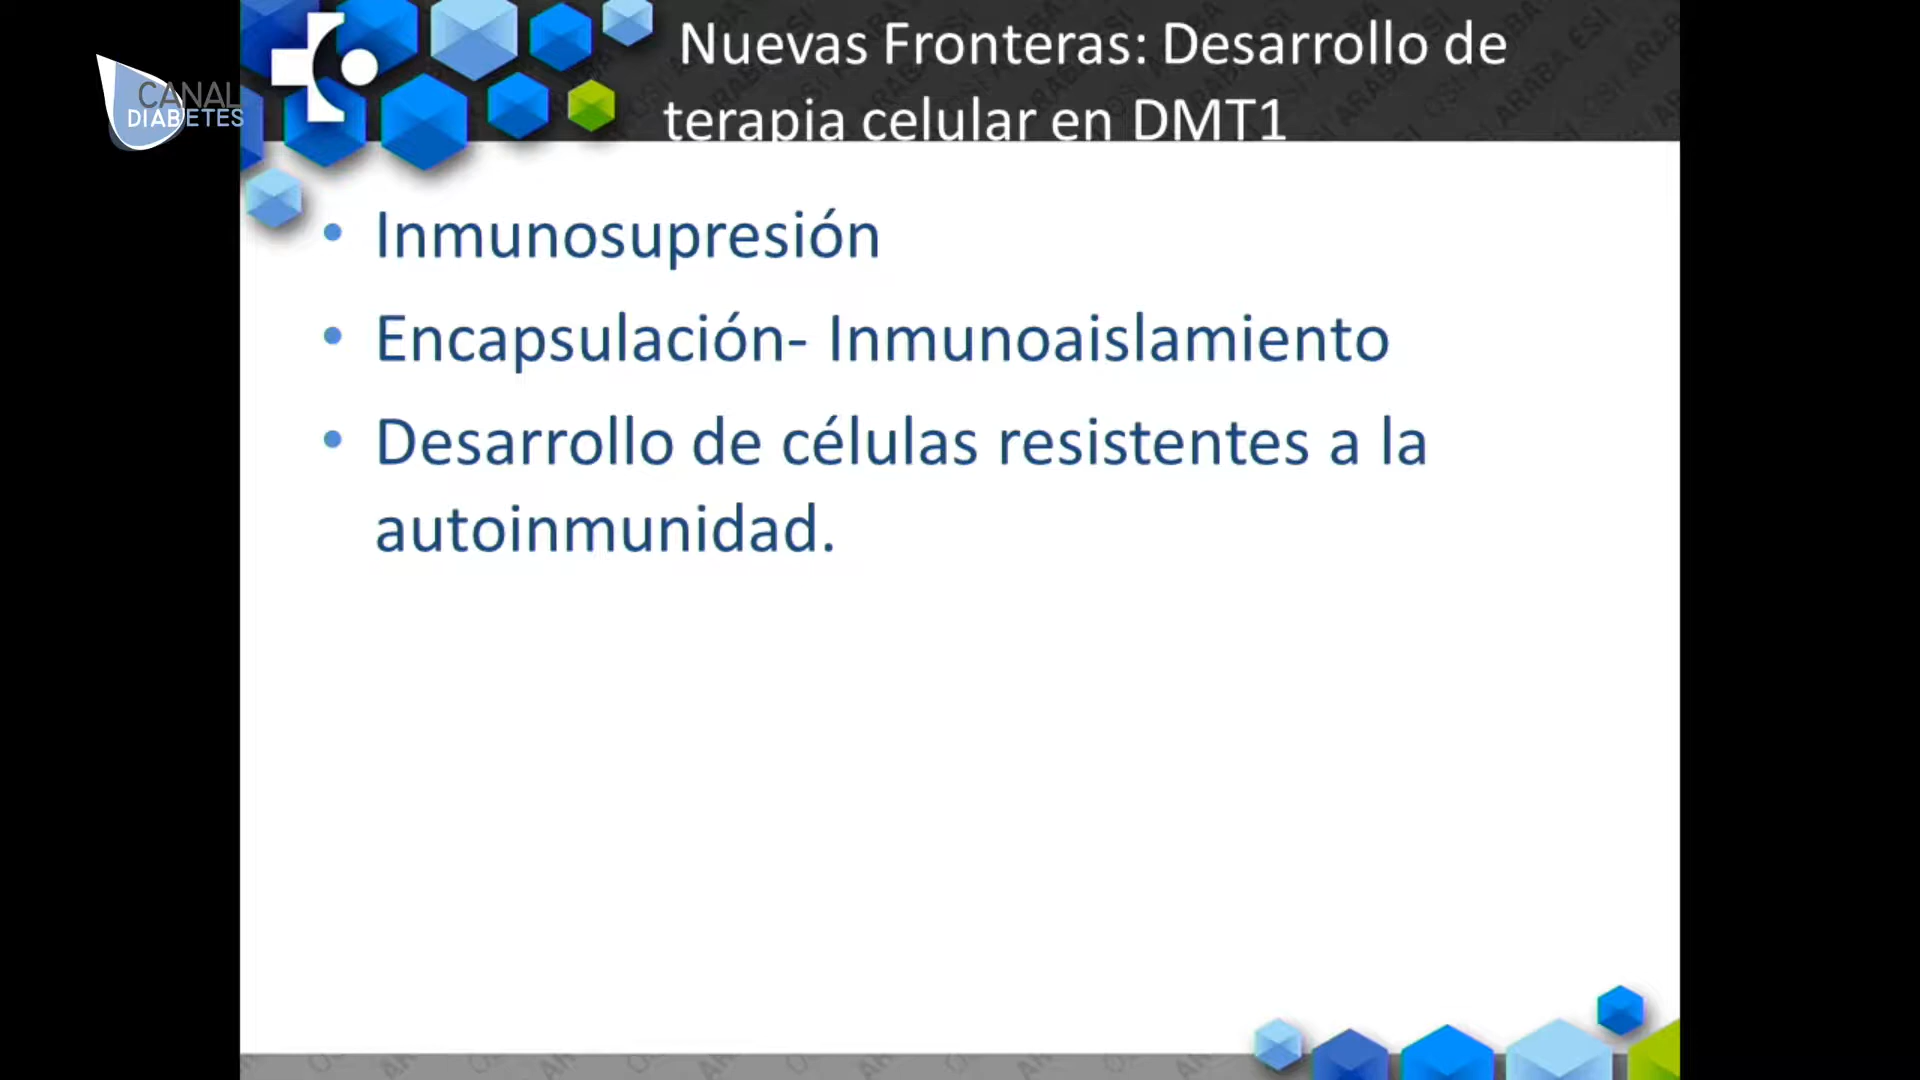 CANAL
DIABETES
Nuevas Fronteras: Desarrollo de
terapia celular en DMT1
• Inmunosupresión
• Encapsulación- Inmunoaislamiento
• Desarrollo de células resistentes a la
autoinmunidad.